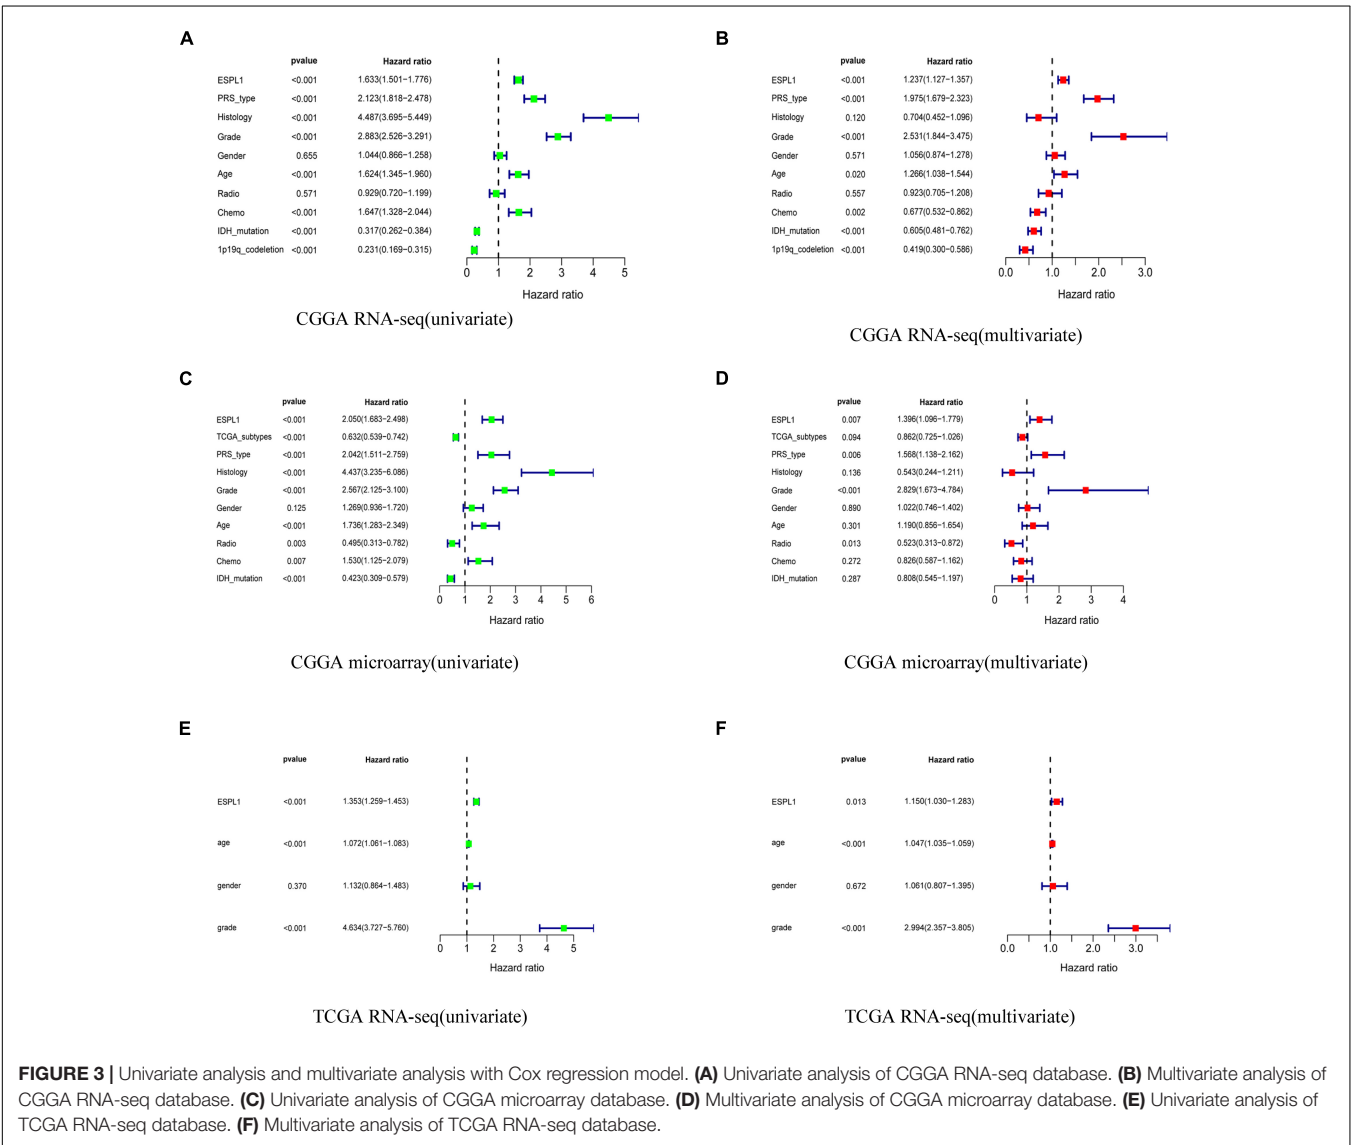 A
pvalue Hazard ratio
ESPL1 <0.001 1.633(1.501−1.776)
PRS_type <0.001 2.123(1.818−2.478)
Histology <0.001 4.487(3.695−5.449)
Grade <0.001 2.883(2.526−3.291)
Gender 0.655 1.044(0.866−1.258)
Age <0.001 1.624(1.345−1.960)
Radio 0.571 0.929(0.720−1.199)
Chemo <0.001 1.647(1.328−2.044)
IDH_mutation <0.001 0.317(0.262−0.384)
1p19q_codeletion <0.001 0.231(0.169−0.315)
0 1 2 3 4 5
Hazard ratio
CGGA RNA-seq(univariate)
B
pvalue Hazard ratio
ESPL1 <0.001 1.237(1.127−1.357)
PRS_type <0.001 1.975(1.679−2.323)
Histology 0.120 0.704(0.452−1.096)
Grade <0.001 2.531(1.844−3.475)
Gender 0.571 1.056(0.874−1.278)
Age 0.020 1.266(1.038−1.544)
Radio 0.557 0.923(0.705−1.208)
Chemo 0.002 0.677(0.532−0.862)
IDH_mutation <0.001 0.605(0.481−0.762)
1p19q_codeletion <0.001 0.419(0.300−0.586)
0.0 1.0 2.0 3.0
Hazard ratio
CGGA RNA-seq(multivariate)
C
pvalue Hazard ratio
ESPL1 <0.001 2.050(1.683−2.498)
TCGA_subtypes <0.001 0.632(0.539−0.742)
PRS_type <0.001 2.042(1.511−2.759)
Histology <0.001 4.437(3.235−6.086)
Grade <0.001 2.567(2.125−3.100)
Gender 0.125 1.269(0.936−1.720)
Age <0.001 1.736(1.283−2.349)
Radio 0.003 0.495(0.313−0.782)
Chemo 0.007 1.530(1.125−2.079)
IDH_mutation <0.001 0.423(0.309−0.579)
0 1 2 3 4 5 6
Hazard ratio
CGGA microarray(univariate)
D
pvalue Hazard ratio
ESPL1 0.007 1.396(1.096−1.779)
TCGA_subtypes 0.094 0.862(0.725−1.026)
PRS_type 0.006 1.568(1.138−2.162)
Histology 0.136 0.543(0.244−1.211)
Grade <0.001 2.829(1.673−4.784)
Gender 0.890 1.022(0.746−1.402)
Age 0.301 1.190(0.856−1.654)
Radio 0.013 0.523(0.313−0.872)
Chemo 0.272 0.826(0.587−1.162)
IDH_mutation 0.287 0.808(0.545−1.197)
0 1 2 3 4
Hazard ratio
CGGA microarray(multivariate)
E
pvalue Hazard ratio
ESPL1 <0.001 1.353(1.259−1.453)
age <0.001 1.072(1.061−1.083)
gender 0.370 1.132(0.864−1.483)
grade <0.001 4.634(3.727−5.760)
0 1 2 3 4 5
Hazard ratio
TCGA RNA-seq(univariate)
F
pvalue Hazard ratio
ESPL1 0.013 1.150(1.030−1.283)
age <0.001 1.047(1.035−1.059)
gender 0.672 1.061(0.807−1.395)
grade <0.001 2.994(2.357−3.805)
0.0 1.0 2.0 3.0
Hazard ratio
TCGA RNA-seq(multivariate)
FIGURE 3 | Univariate analysis and multivariate analysis with Cox regression model. (A) Univariate analysis of CGGA RNA-seq database. (B) Multivariate analysis of
CGGA RNA-seq database. (C) Univariate analysis of CGGA microarray database. (D) Multivariate analysis of CGGA microarray database. (E) Univariate analysis of
TCGA RNA-seq database. (F) Multivariate analysis of TCGA RNA-seq database.